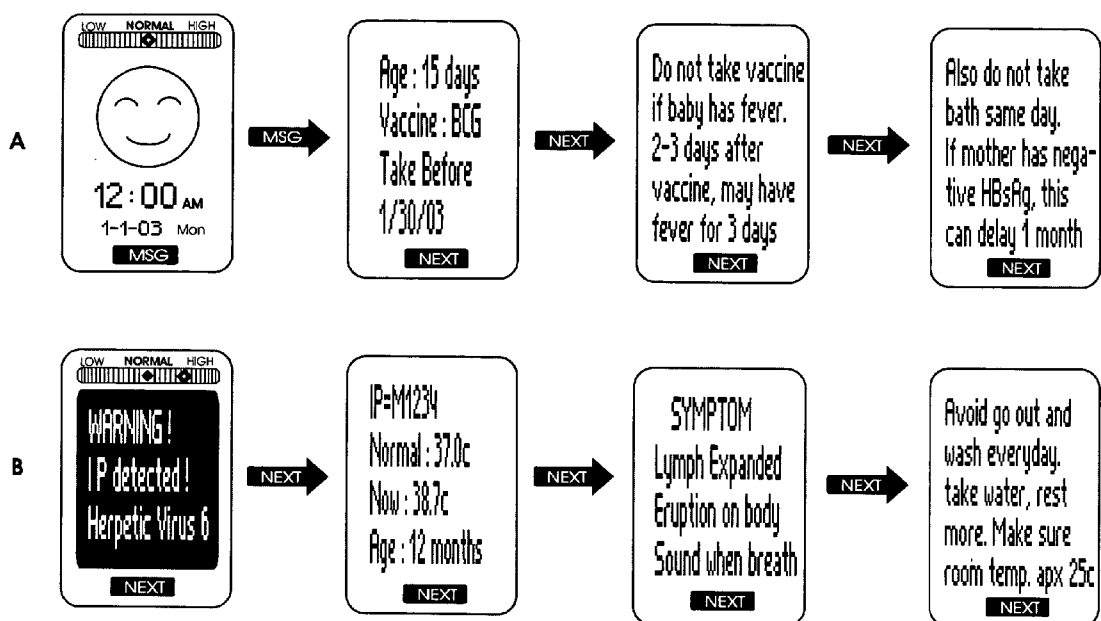 A
LOW NORMAL HIGH
12:00 AM
1-1-03 Mon
MSG
MSG
Age : 15 days
Vaccine : BCG
Take Before
1/30/03
NEXT
NEXT
Do not take vaccine
if baby has fever.
2-3 days after
vaccine, may have
fever for 3 days
NEXT
NEXT
Also do not take
bath same day.
If mother has nega-
tive HBsAg, this
can delay 1 month
NEXT
B
LOW NORMAL HIGH
WARNING !
I P detected !
Herpetic Virus 6
NEXT
NEXT
IP=M1234
Normal : 37.0c
Now : 38.7c
Age : 12 months
NEXT
NEXT
SYMPTOM
Lymph Expanded
Eruption on body
Sound when breath
NEXT
NEXT
Avoid go out and
wash everyday.
take water, rest
more. Make sure
room temp. apx 25c
NEXT